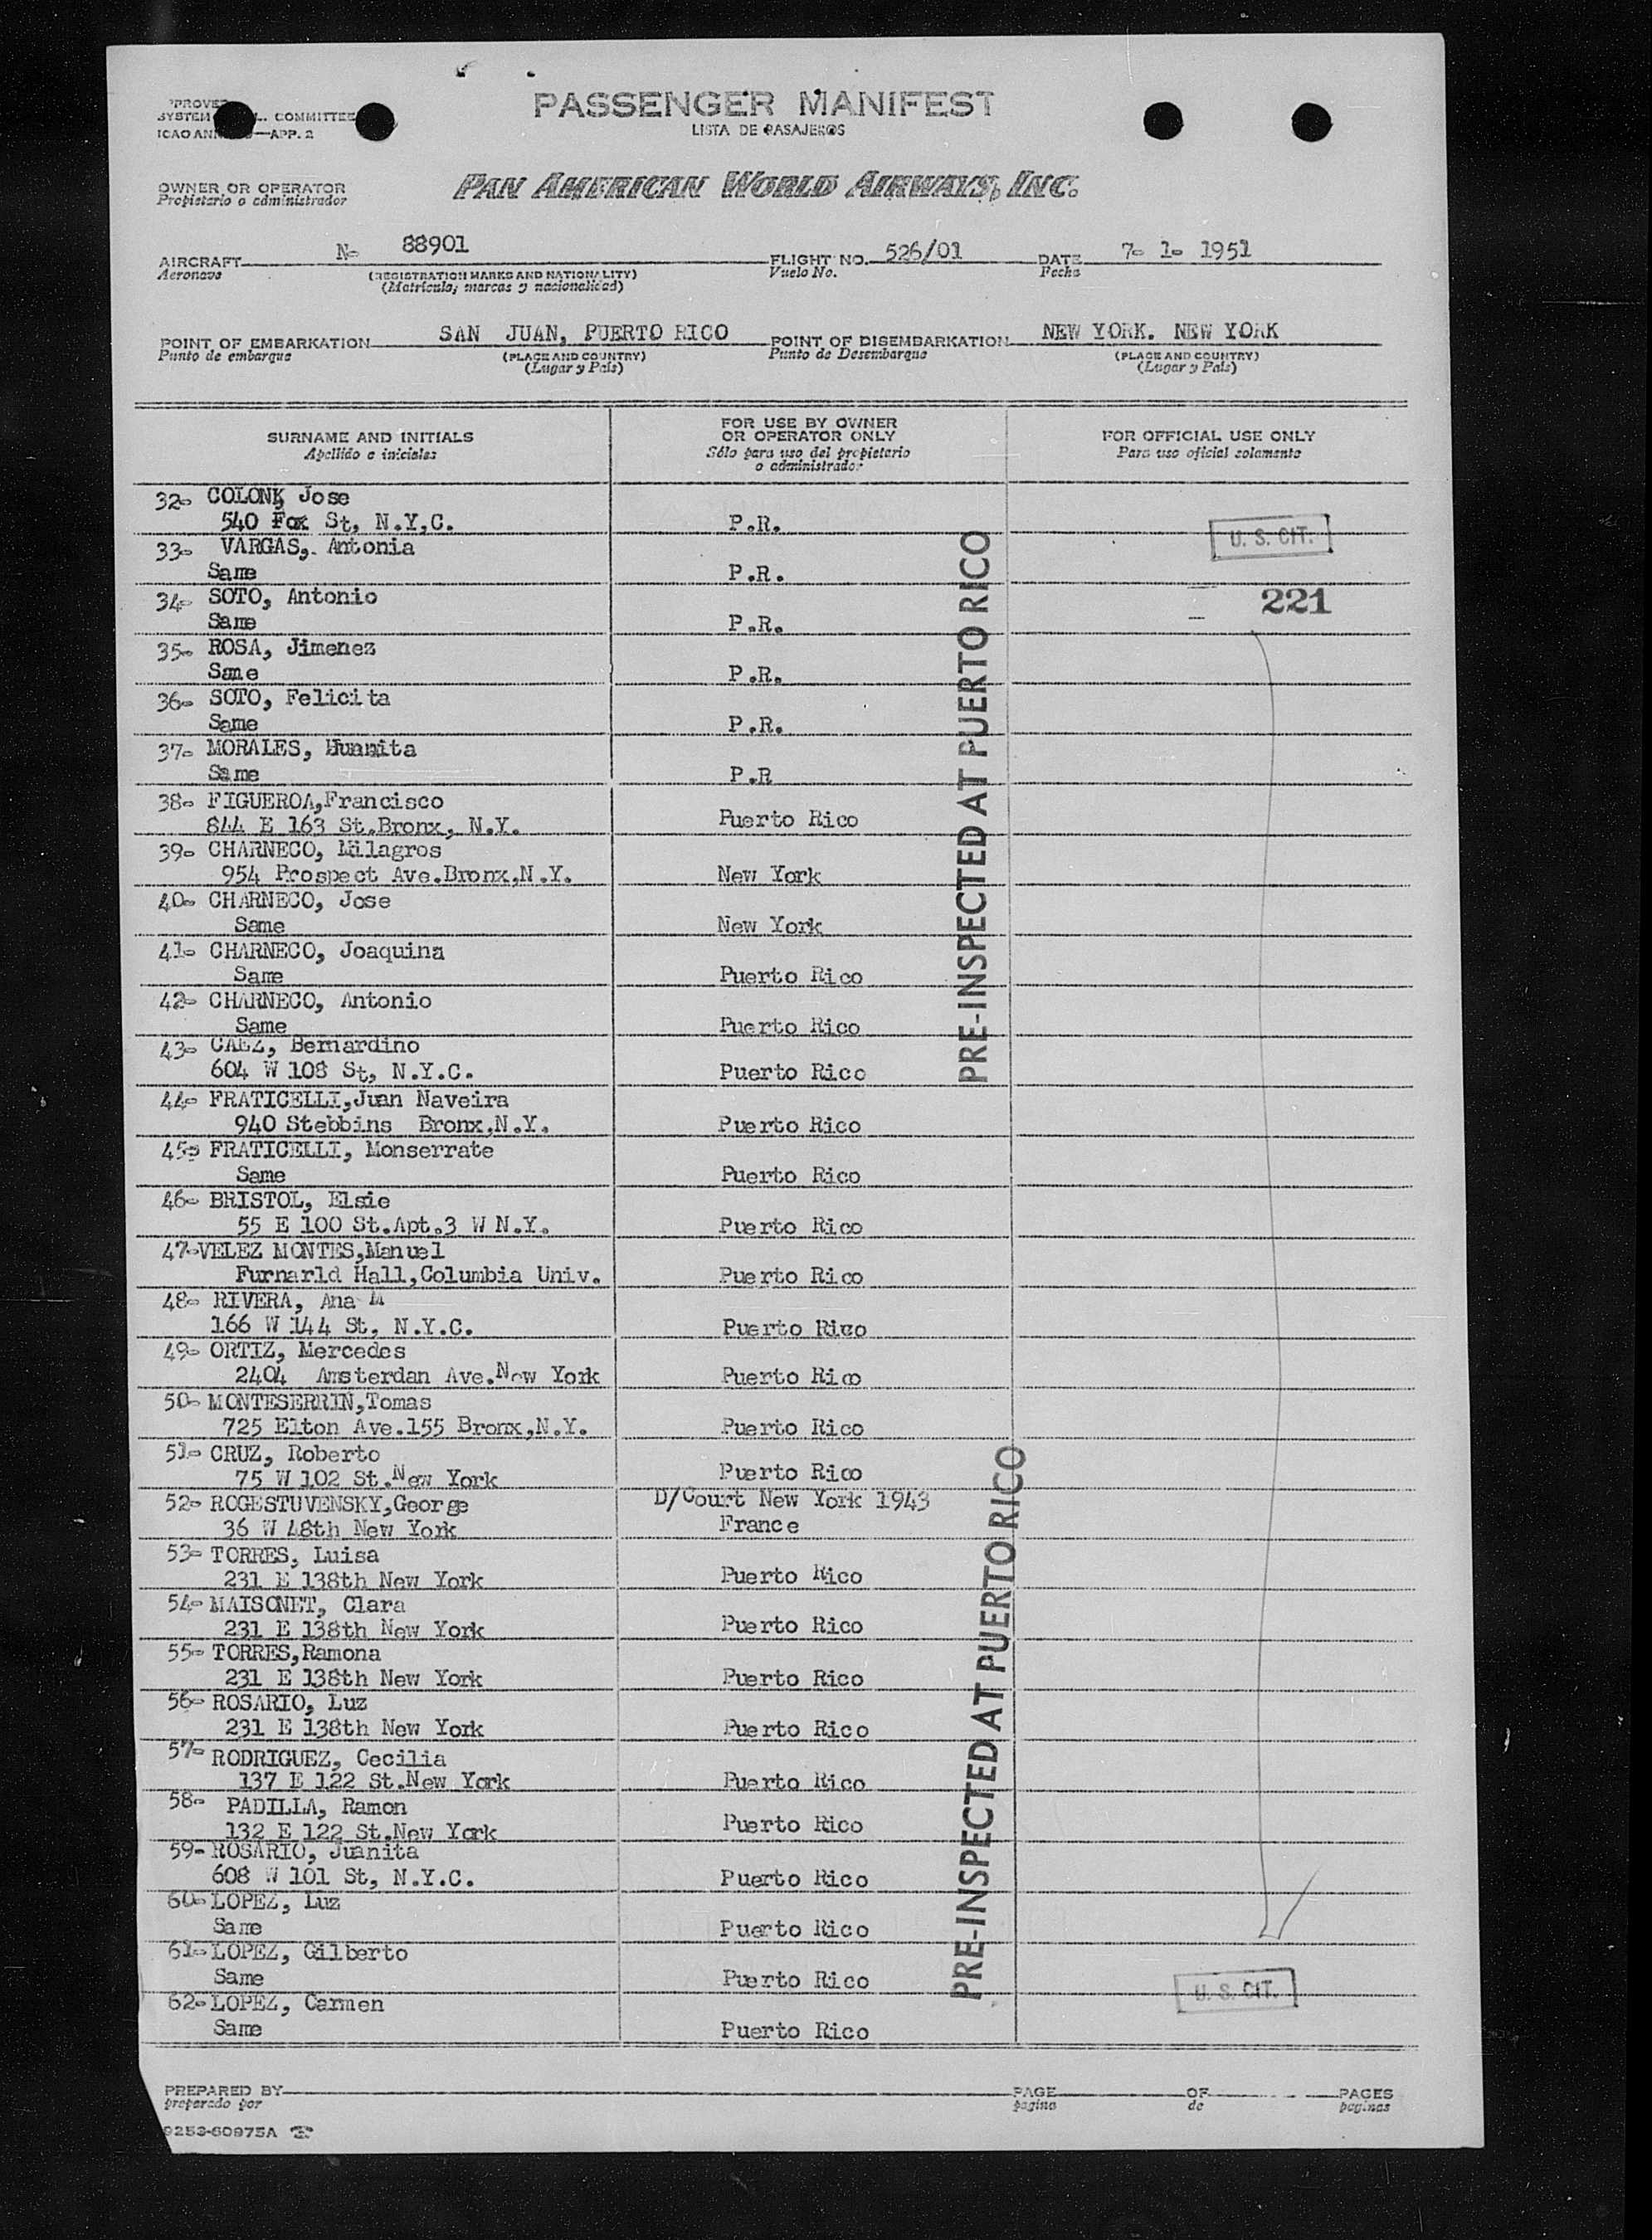 PASSENGER MANIFEST
LISTA DE PASAJEROS
COMMITTEE
APP. 2
OWNER OR OPERATOR
Propietario o administrador
PAN AMERICAN WORLD AIRWAYS, INC.
AIRCRAFT N- 88901 FLIGHT NO. 526/01 DATE 7- 1- 1951
Aeronave (REGISTRATION MARKS AND NATIONALITY) Vuelo No. Fecha
(Matrícula, marcas y nacionalidad)
POINT OF EMBARKATION SAN JUAN, PUERTO RICO POINT OF DISEMBARKATION NEW YORK. NEW YORK
Punto de embarque (PLACE AND COUNTRY) Punto de Desembarque (PLACE AND COUNTRY)
(Lugar y País) (Lugar y País)
SURNAME AND INITIALS
Apellido e iniciales
FOR USE BY OWNER
OR OPERATOR ONLY
Sólo para uso del propietario
o administrador
FOR OFFICIAL USE ONLY
Para uso oficial solamente
32- COLON, Jose
540 Fox St, N.Y,C. P.R.
U. S. CIT.
33- VARGAS, Antonia
Same P.R.
34- SOTO, Antonio 221
Same P.R.
35- ROSA, Jimenez
Same P.R.
36- SOTO, Felicita
Same P.R.
37- MORALES,
Same P.R
38- FIGUEROA,Francisco
844 E 163 St.Bronx, N.Y. Puerto Rico
39- CHARNECO, Milagros
954 Prospect Ave.Bronx,N.Y. New York
40- CHARNECO, Jose
Same New York
41- CHARNECO, Joaquina
Same Puerto Rico
42- CHARNECO, Antonio
Same Puerto Rico
43- CAEZ, Bernardino
604 W 108 St, N.Y.C. Puerto Rico
44- FRATICELLI,Juan Naveira
940 Stebbins Bronx,N.Y. Puerto Rico
45- FRATICELLI, Monserrate
Same Puerto Rico
46- BRISTOL, Elsie
55 E 100 St.Apt.3 W N.Y. Puerto Rico
47-VELEZ MONTES,Manuel
Furnarld Hall,Columbia Univ. Puerto Rico
48- RIVERA, Ana M
166 W 144 St, N.Y.C. Puerto Rico
49- ORTIZ, Mercedes
2404 Amsterdan Ave.New York Puerto Rico
50- MONTESERRIN,Tomas
725 Elton Ave.155 Bronx,N.Y. Puerto Rico
51- CRUZ, Roberto
75 W 102 St.New York Puerto Rico
52- ROGESTUVENSKY,George D/Court New York 1943
36 W 48th New York France
53- TORRES, Luisa
231 E 138th New York Puerto Rico
54- MAISONET, Clara
231 E 138th New York Puerto Rico
55- TORRES,Ramona
231 E 138th New York Puerto Rico
56- ROSARIO, Luz
231 E 138th New York Puerto Rico
57- RODRIGUEZ, Cecilia
137 E 122 St.New York Puerto Rico
58- PADILLA, Ramon
132 E 122 St.New York Puerto Rico
59- ROSARIO, Juanita
608 W 101 St, N.Y.C. Puerto Rico
60- LOPEZ, Luz
Same Puerto Rico
61- LOPEZ, Gilberto
Same Puerto Rico
U. S. CIT.
62- LOPEZ, Carmen
Same Puerto Rico
PRE-INSPECTED AT PUERTO RICO
PRE-INSPECTED AT PUERTO RICO
PREPARED BY PAGE OF PAGES
preparado por pagina de paginas
9253-60975A